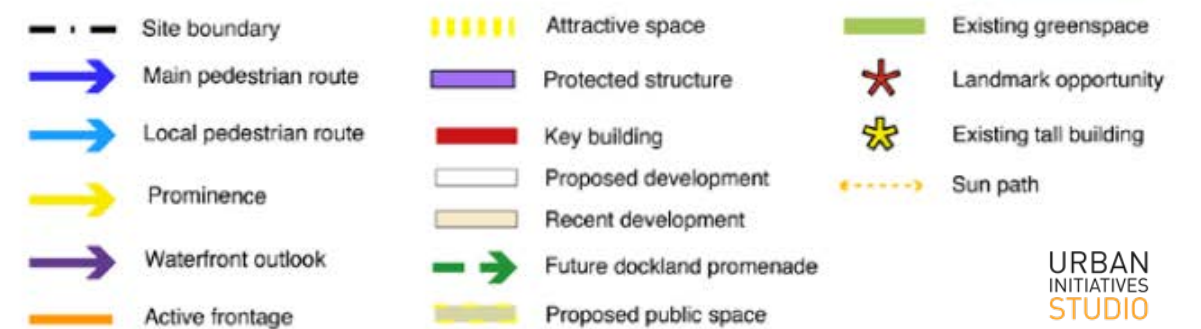 Site boundary
Main pedestrian route
Local pedestrian route
Prominence
Waterfront outlook
Active frontage
Attractive space
Protected structure
Key building
Proposed development
Recent development
Future dockland promenade
Proposed public space
Existing greenspace
Landmark opportunity
Existing tall building
Sun path
URBAN
INITIATIVES
STUDIO